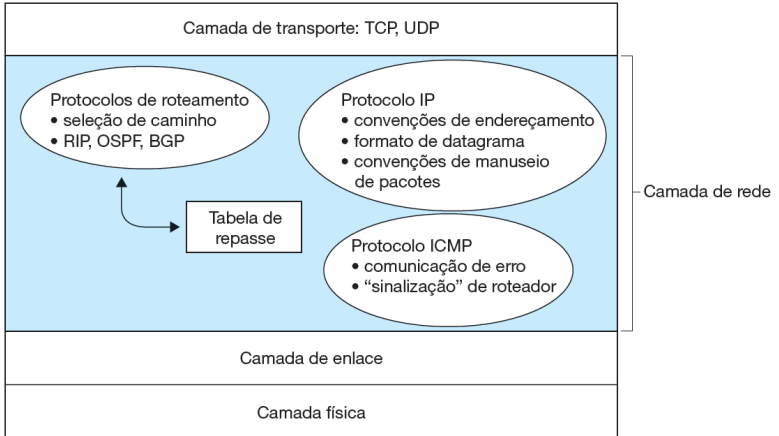 Camada de transporte: TCP, UDP
Protocolos de roteamento
• seleção de caminho
• RIP, OSPF, BGP
Protocolo IP
• convenções de endereçamento
• formato de datagrama
• convenções de manuseio
de pacotes
Tabela de
repasse
Protocolo ICMP
• comunicação de erro
• “sinalização” de roteador
Camada de rede
Camada de enlace
Camada física